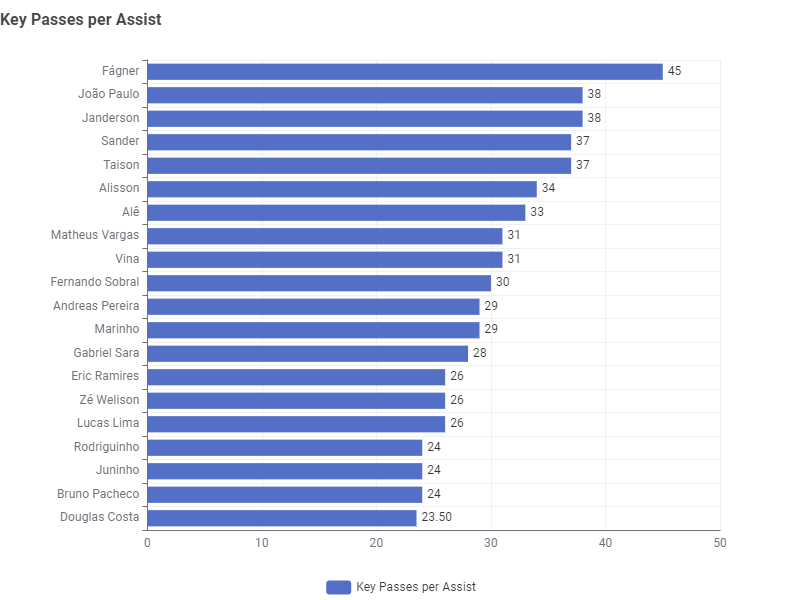 Key Passes per Assist
Fágner 45
João Paulo 38
Janderson 38
Sander 37
Taison 37
Alisson 34
Alê 33
Matheus Vargas 31
Vina 31
Fernando Sobral 30
Andreas Pereira 29
Marinho 29
Gabriel Sara 28
Eric Ramires 26
Zé Welison 26
Lucas Lima 26
Rodriguinho 24
Juninho 24
Bruno Pacheco 24
Douglas Costa 23.50
0 10 20 30 40 50
Key Passes per Assist